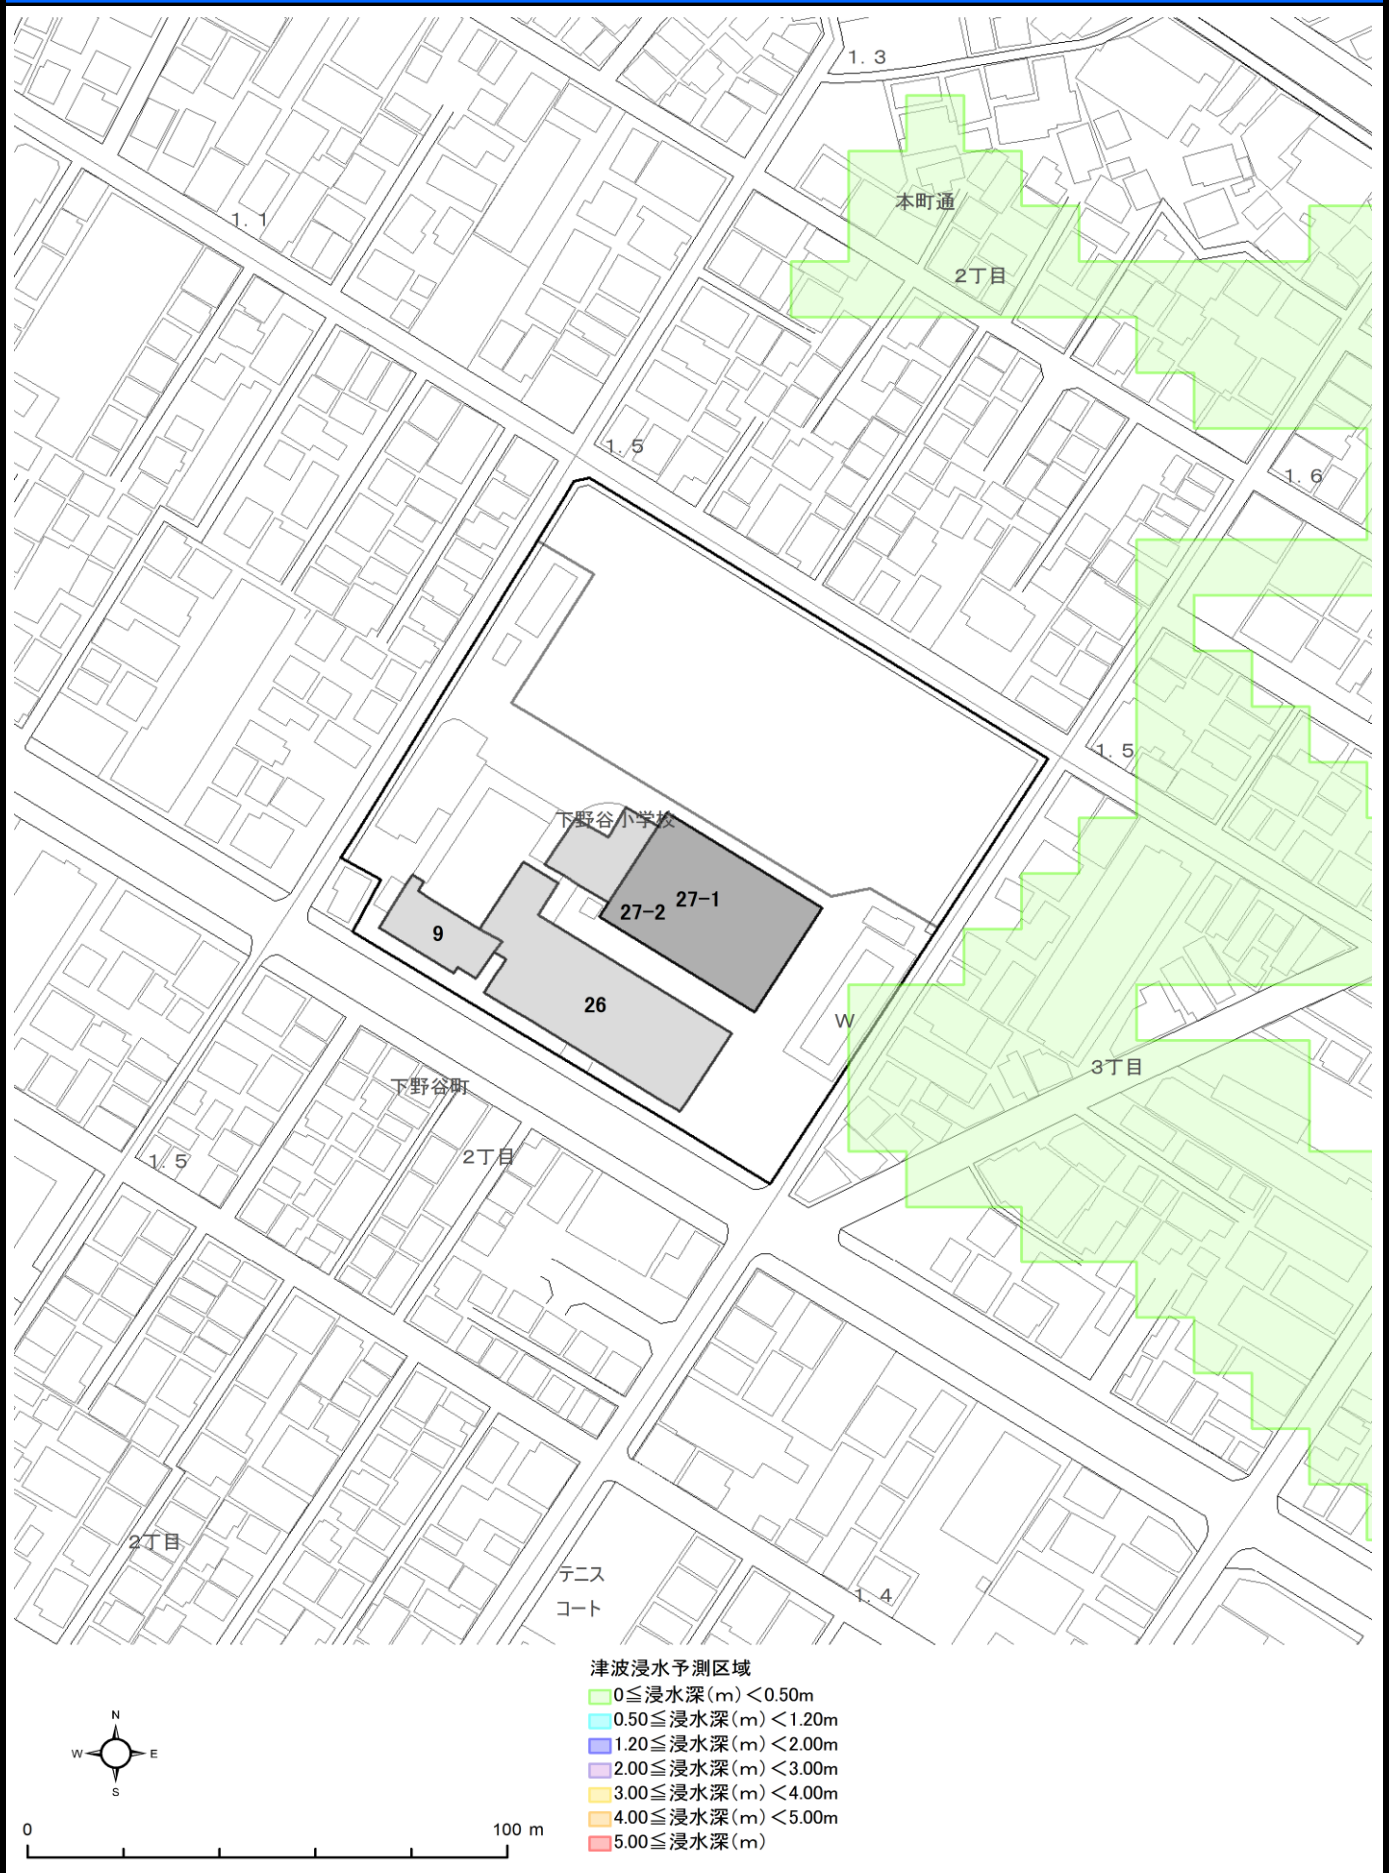 1.3
本町通
1.1
2丁目
1.5
1.6
1.5
下野谷小学校
27-1
27-2
9
26
W
3丁目
下野谷町
2丁目
1.5
2丁目
テニス
コート
1.4
津波浸水予測区域
0≦浸水深(m)<0.50m
0.50≦浸水深(m)<1.20m
1.20≦浸水深(m)<2.00m
2.00≦浸水深(m)<3.00m
3.00≦浸水深(m)<4.00m
4.00≦浸水深(m)<5.00m
5.00≦浸水深(m)
N
W E
S
0 100 m